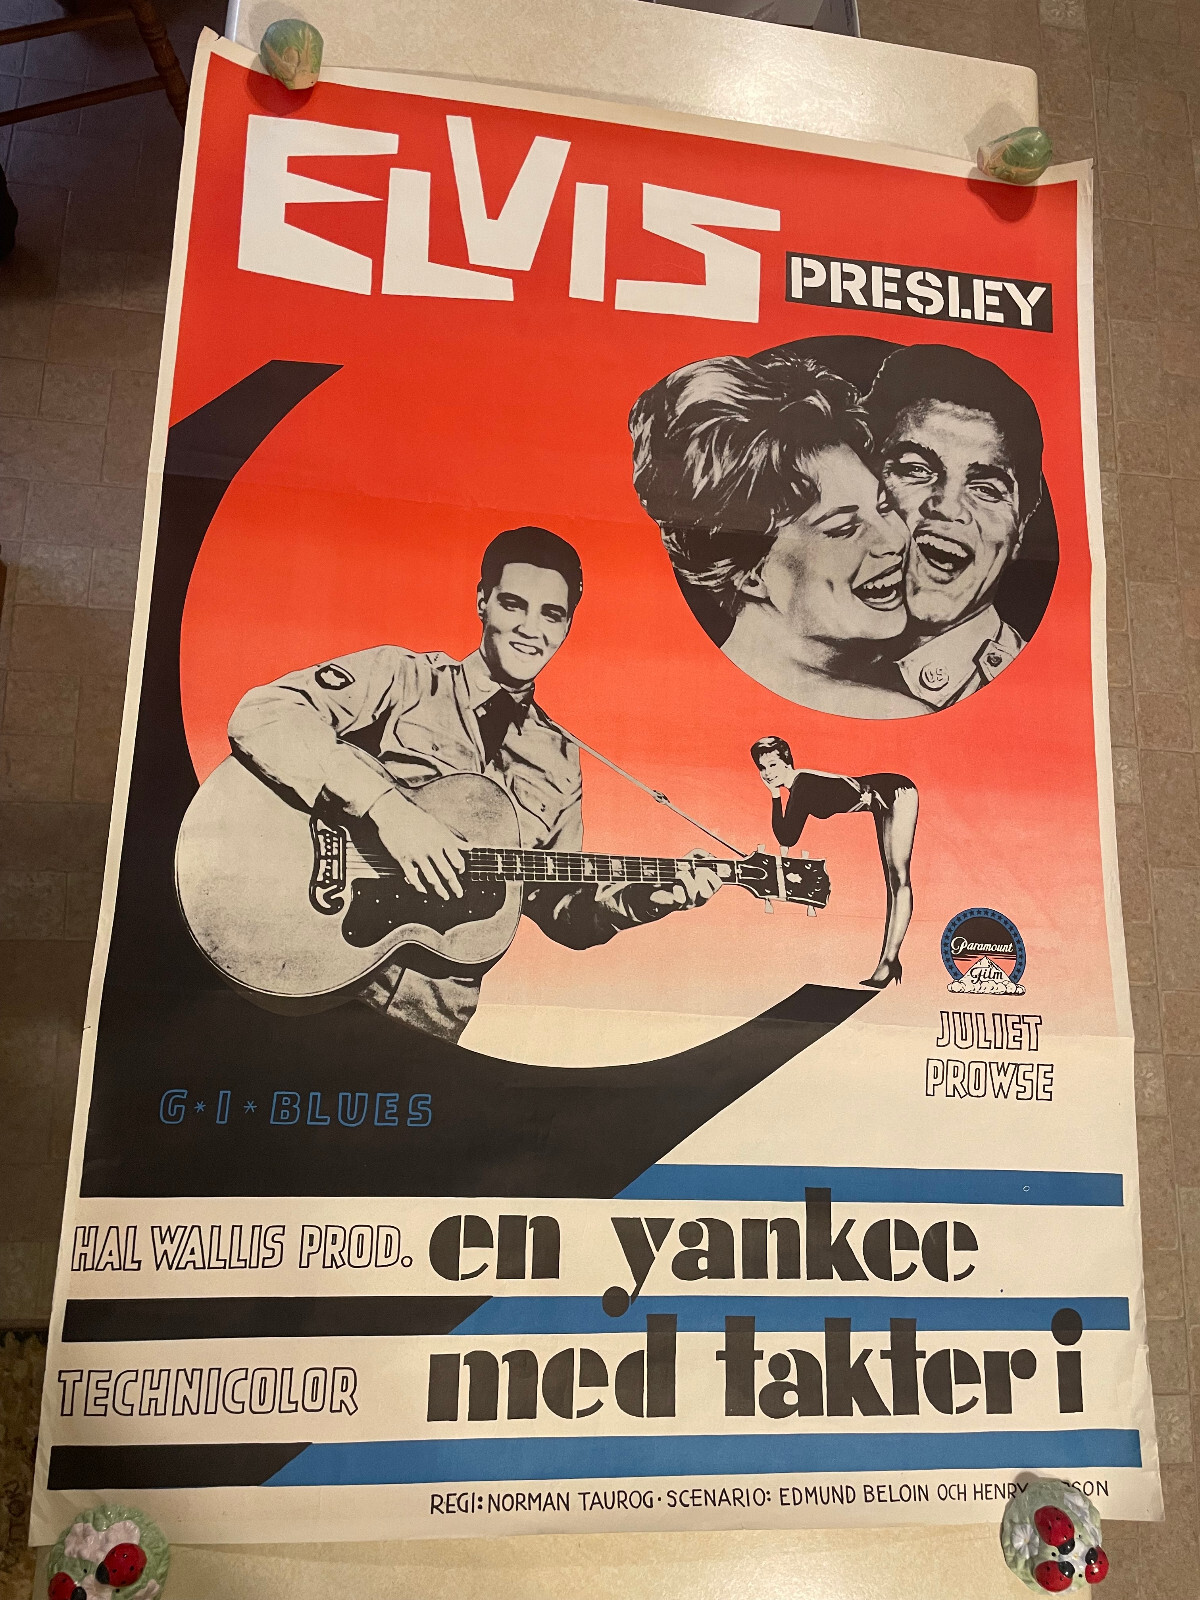 ELVIS
PRESLEY
US
Paramount
Film
JULIET
PROWSE
G*I*BLUES
HAL WALLIS PROD. en yankee
med takter i
TECHNICOLOR
REGI: NORMAN TAUROG · SCENARIO: EDMUND BELOIN OCH HENRY